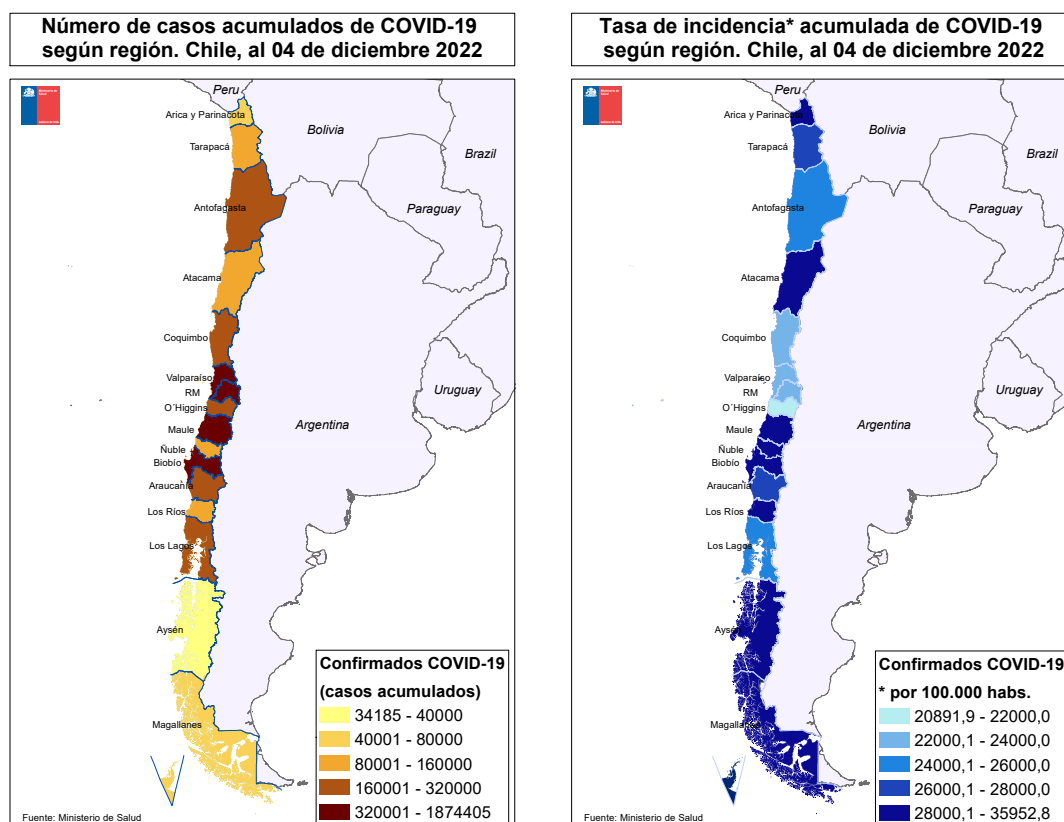 Número de casos acumulados de COVID-19
según región. Chile, al 04 de diciembre 2022
Peru
Arica y Parinacota
Bolivia
Tarapacá
Brazil
Antofagasta
Paraguay
Atacama
Coquimbo
Valparaíso
RM
Uruguay
O´Higgins
Argentina
Maule
Ñuble
Biobío
Araucanía
Los Ríos
Los Lagos
Aysén
Magallanes
Confirmados COVID-19
(casos acumulados)
34185 - 40000
40001 - 80000
80001 - 160000
160001 - 320000
320001 - 1874405
Fuente: Ministerio de Salud
Tasa de incidencia* acumulada de COVID-19
según región. Chile, al 04 de diciembre 2022
Peru
Arica y Parinacota
Bolivia
Tarapacá
Brazil
Antofagasta
Paraguay
Atacama
Coquimbo
Valparaíso
RM
Uruguay
O´Higgins
Argentina
Maule
Ñuble
Biobío
Araucanía
Los Ríos
Los Lagos
Aysén
Magallanes
Confirmados COVID-19
* por 100.000 habs.
20891,9 - 22000,0
22000,1 - 24000,0
24000,1 - 26000,0
26000,1 - 28000,0
28000,1 - 35952,8
Fuente: Ministerio de Salud